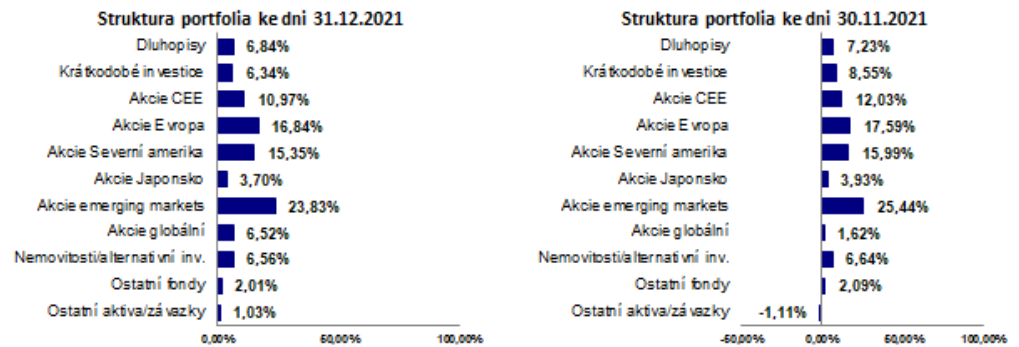 Struktura portfolia ke dni 31.12.2021
Dluhopisy 6,84%
Krátkodobé investice 6,34%
Akcie CEE 10,97%
Akcie Evropa 16,84%
Akcie Severní amerika 15,35%
Akcie Japonsko 3,70%
Akcie emerging markets 23,83%
Akcie globální 6,52%
Nemovitosti/alternativní inv. 6,56%
Ostatní fondy 2,01%
Ostatní aktiva/závazky 1,03%
0,00% 50,00% 100,00%
Struktura portfolia ke dni 30.11.2021
Dluhopisy 7,23%
Krátkodobé investice 8,55%
Akcie CEE 12,03%
Akcie Evropa 17,59%
Akcie Severní amerika 15,99%
Akcie Japonsko 3,93%
Akcie emerging markets 25,44%
Akcie globální 1,62%
Nemovitosti/alternativní inv. 6,64%
Ostatní fondy 2,09%
Ostatní aktiva/závazky -1,11%
-50,00% 0,00% 50,00% 100,00%